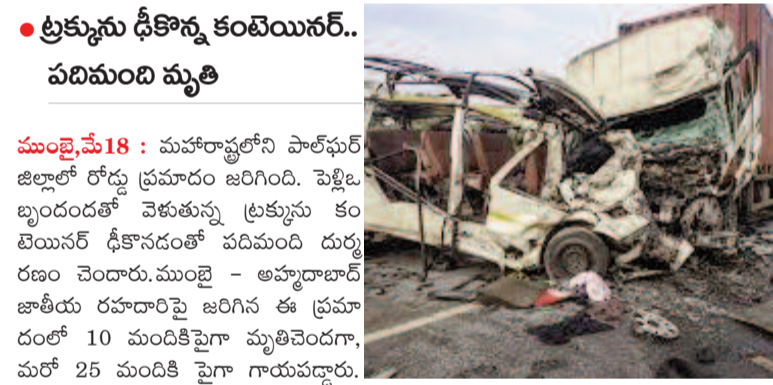 • ట్రక్కును ఢీకొన్న కంటెయినర్..
పదిమంది మృతి
ముంబై,మే18 : మహారాష్ట్రలోని పాల్‌ఘర్
జిల్లాలో రోడ్డు ప్రమాదం జరిగింది. పెళ్లిఒ
బృందందతో వెళుతున్న ట్రక్కును కం
టెయినర్ ఢీకొనడంతో పదిమంది దుర్మ
రణం చెందారు.ముంబై – అహ్మదాబాద్
జాతీయ రహదారిపై జరిగిన ఈ ప్రమా
దంలో 10 మందికిపైగా మృతిచెందగా,
మరో 25 మందికి పైగా గాయపడ్డారు.